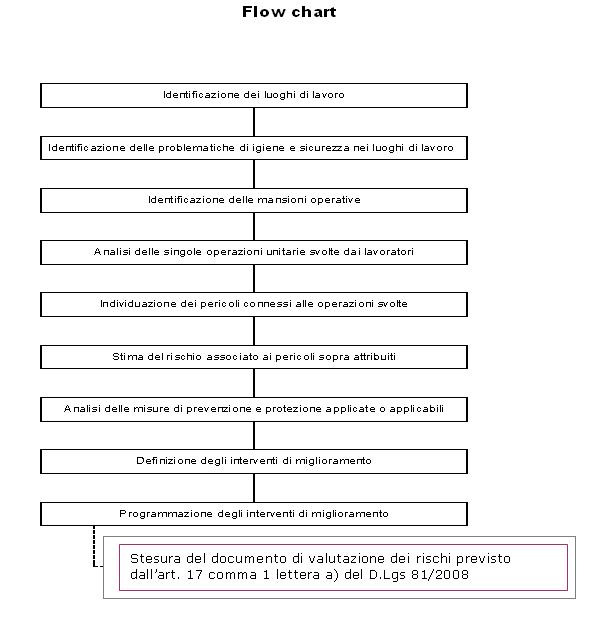 Flow chart
Identificazione dei luoghi di lavoro
Identificazione delle problematiche di igiene e sicurezza nei luoghi di lavoro
Identificazione delle mansioni operative
Analisi delle singole operazioni unitarie svolte dai lavoratori
Individuazione dei pericoli connessi alle operazioni svolte
Stima del rischio associato ai pericoli sopra attribuiti
Analisi delle misure di prevenzione e protezione applicate o applicabili
Definizione degli interventi di miglioramento
Programmazione degli interventi di miglioramento
Stesura del documento di valutazione dei rischi previsto
dall'art. 17 comma 1 lettera a) del D.Lgs 81/2008